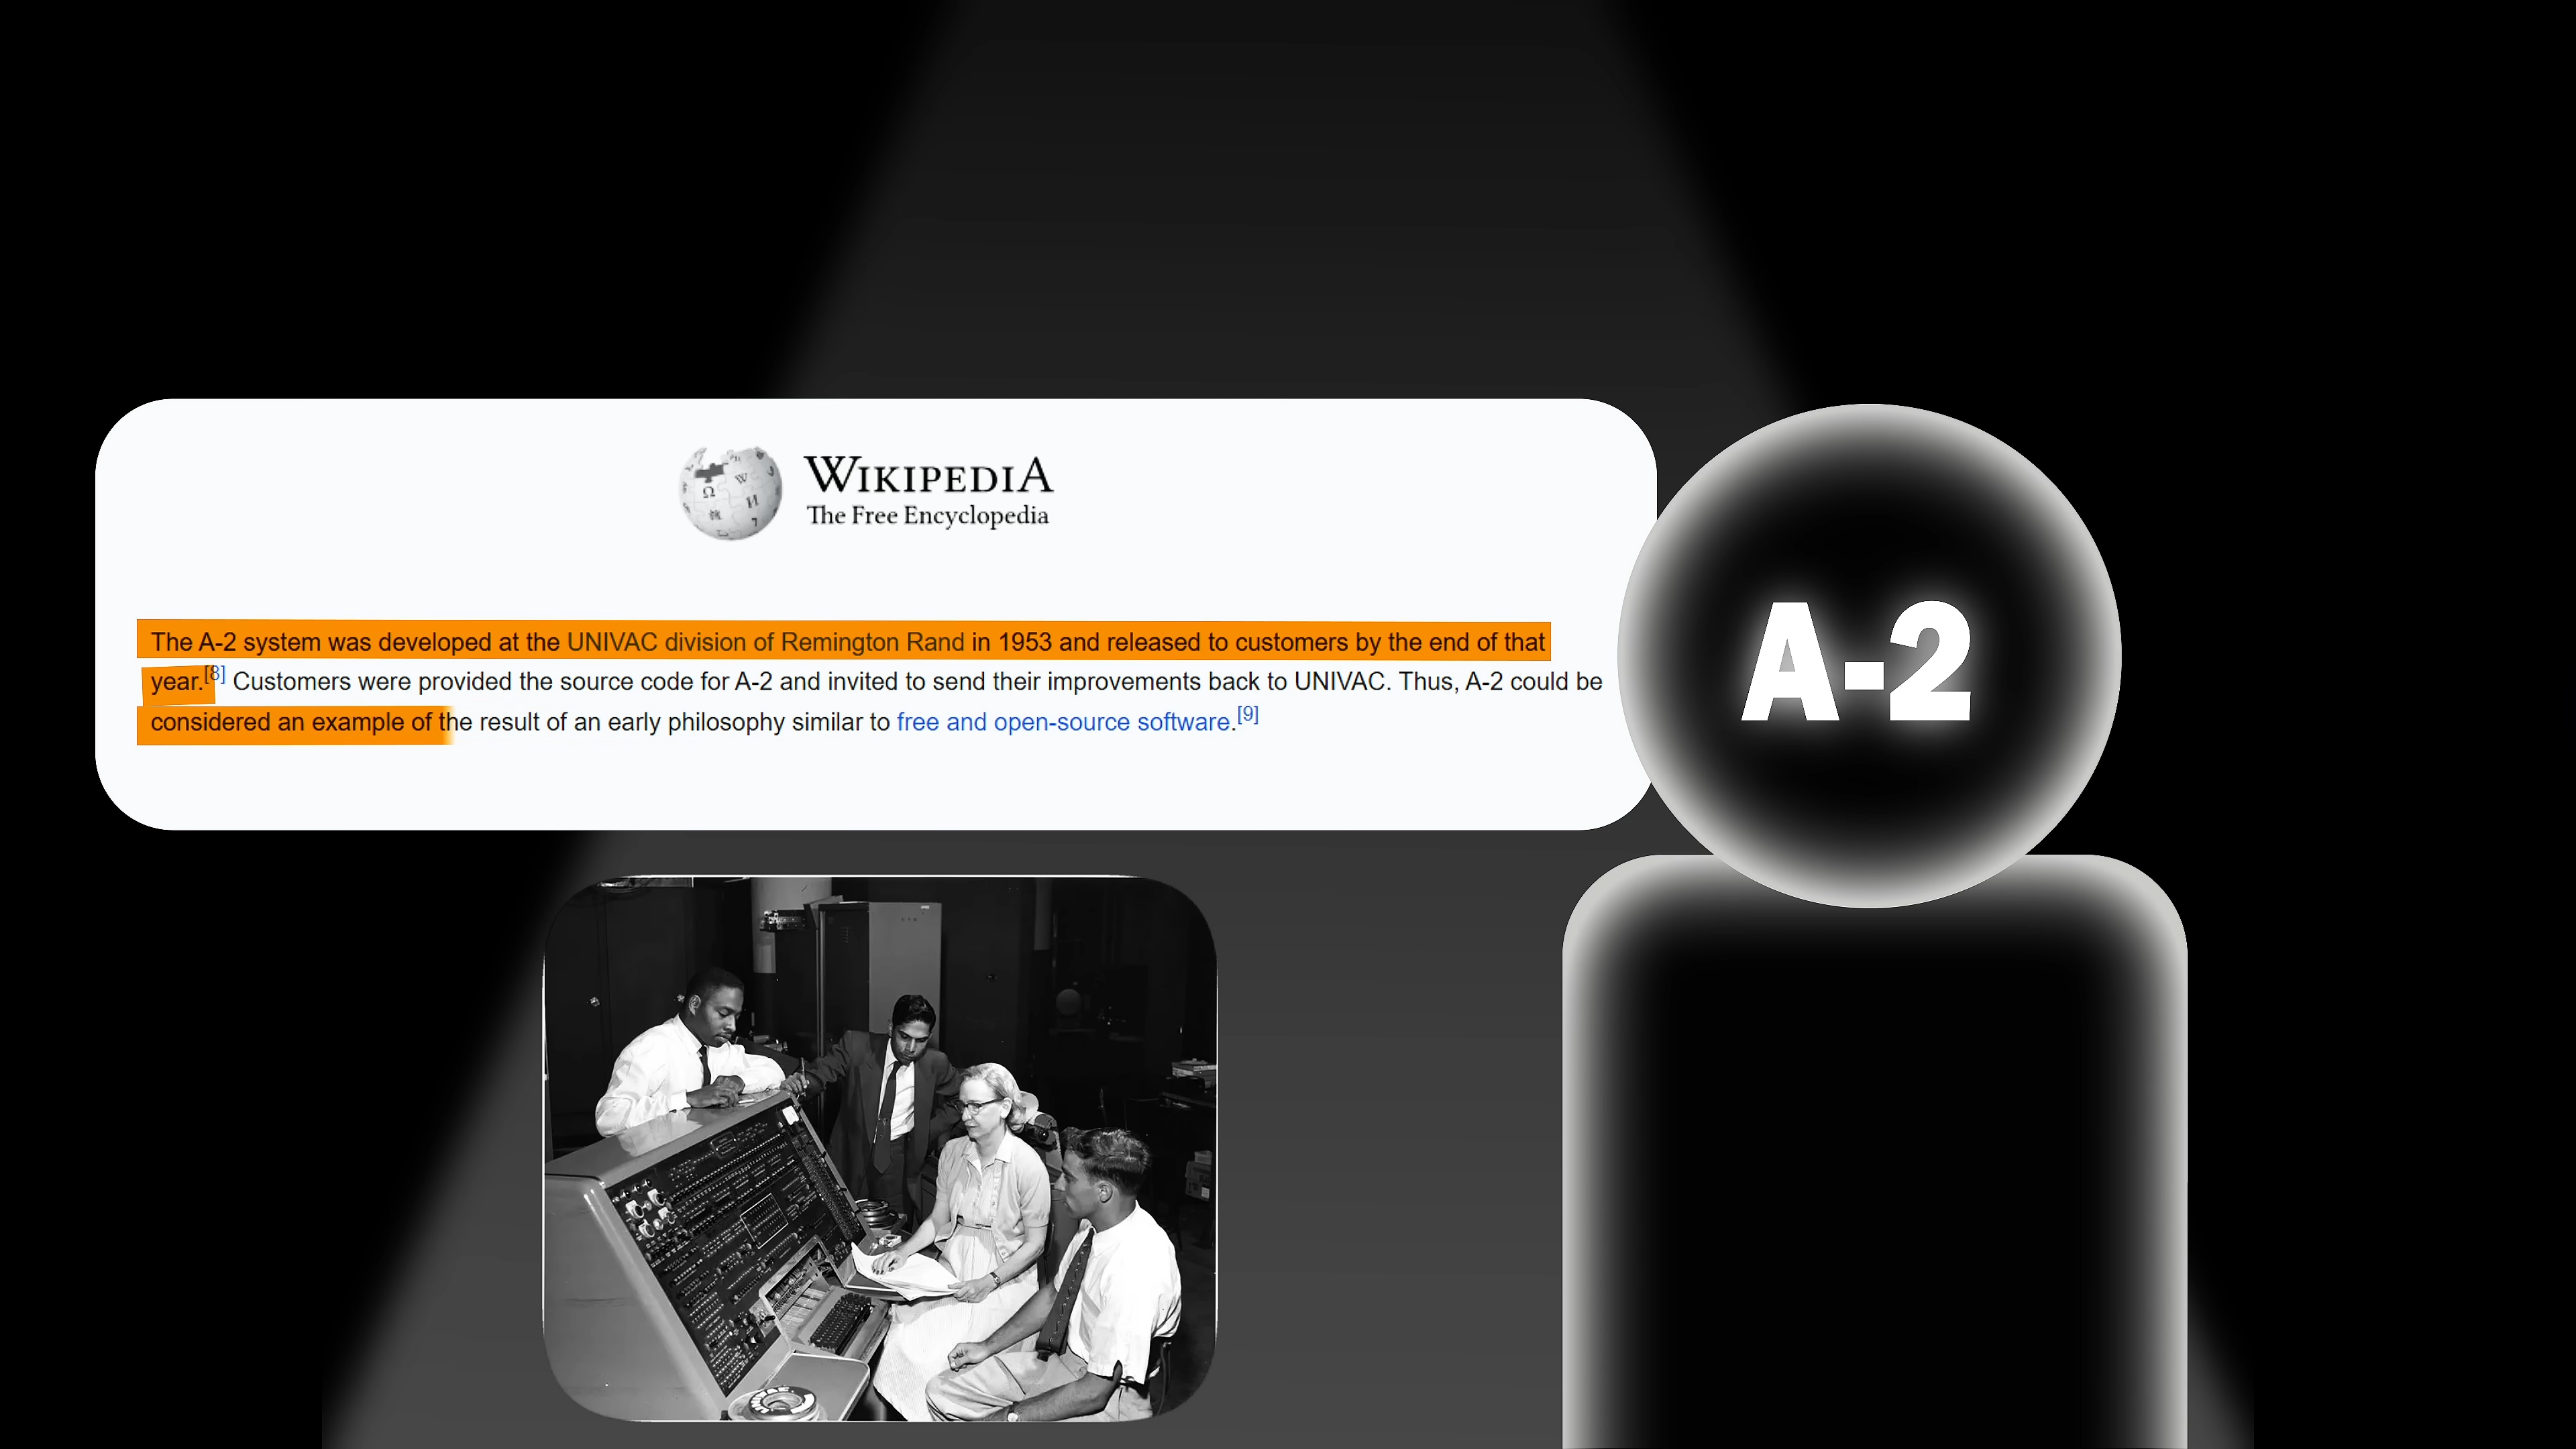 WIKIPEDIA
The Free Encyclopedia
The A-2 system was developed at the UNIVAC division of Remington Rand in 1953 and released to customers by the end of that
year.[8] Customers were provided the source code for A-2 and invited to send their improvements back to UNIVAC. Thus, A-2 could be
considered an example of the result of an early philosophy similar to free and open-source software.[9]
A-2